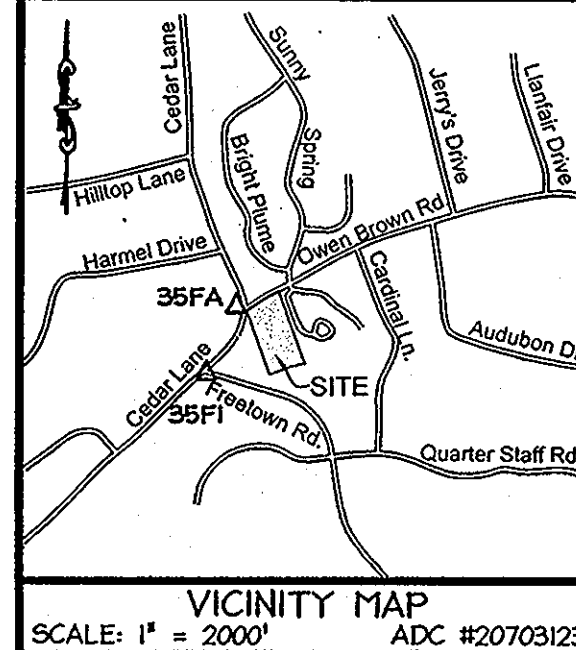 Cedar Lane
Sunny
Spring
Bright Plume
Jerry's Drive
Llanfair Drive
Hilltop Lane
Harmel Drive
Owen Brown Rd.
Cardinal Ln.
35FA
Audubon D
Cedar Lane
SITE
35FI
Freetown Rd.
Quarter Staff Rd
VICINITY MAP
SCALE: 1" = 2000' ADC #20703123